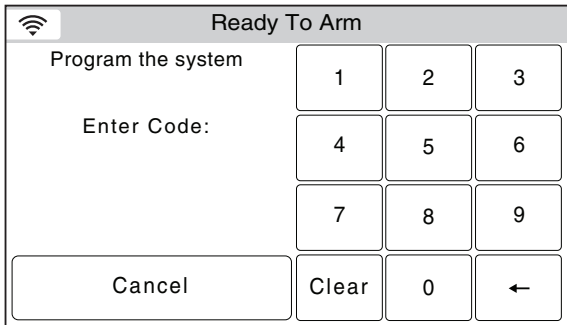 Ready To Arm
Program the system
Enter Code:
1 2 3
4 5 6
7 8 9
Cancel Clear 0 ←